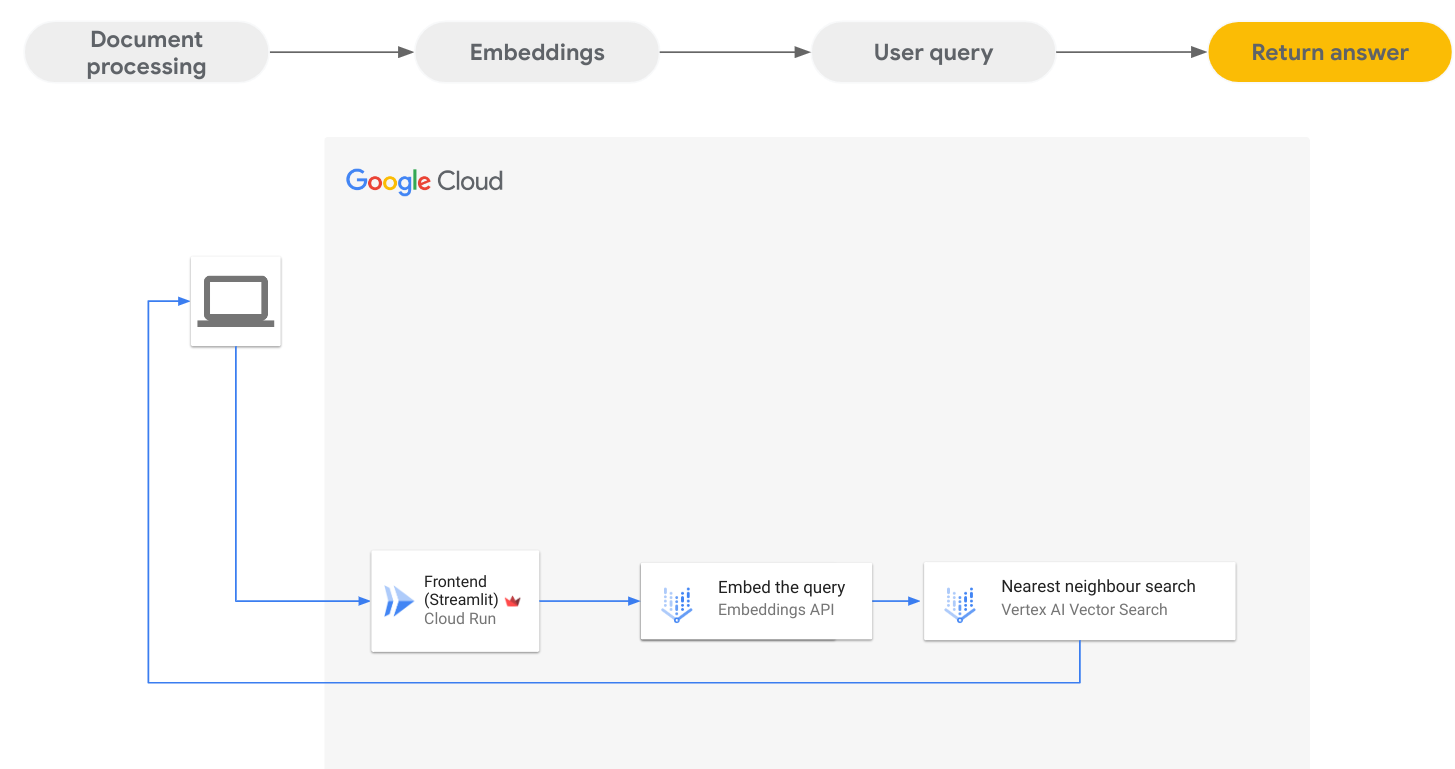 Document
processing
Embeddings
User query
Return answer
Google Cloud
Frontend
(Streamlit)
Cloud Run
Embed the query
Embeddings API
Nearest neighbour search
Vertex AI Vector Search